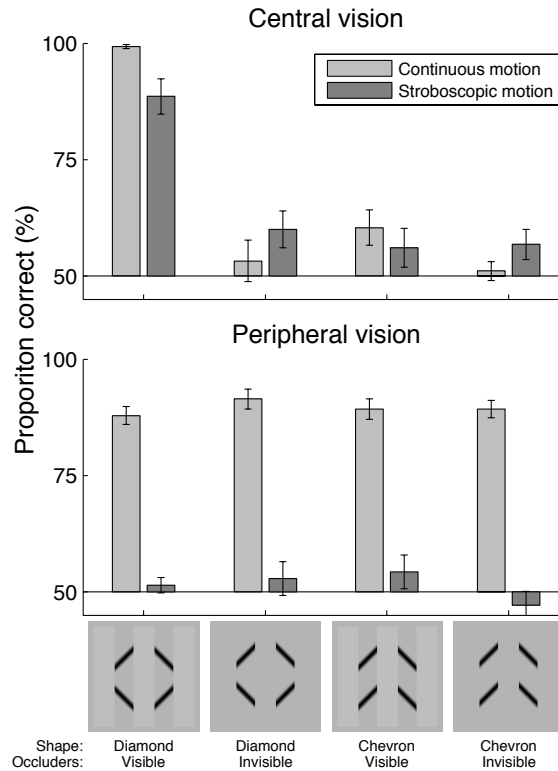 Central vision
100
Continuous motion
Stroboscopic motion
75
50
Proporiton correct (%)
Peripheral vision
100
75
50
Shape: Diamond Diamond Chevron Chevron
Occluders: Visible Invisible Visible Invisible